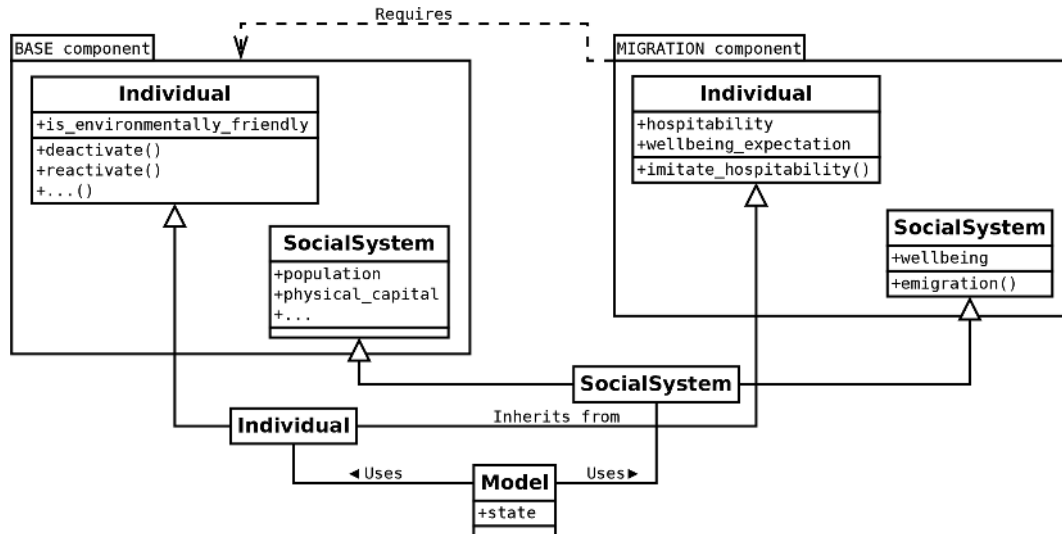 Requires
BASE component
MIGRATION component
Individual
+is_environmentally_friendly
+deactivate()
+reactivate()
+...()
SocialSystem
+population
+physical_capital
+...
Individual
+hospitability
+wellbeing_expectation
+imitate_hospitability()
SocialSystem
+wellbeing
+emigration()
SocialSystem
Individual
Inherits from
◄ Uses
Uses►
Model
+state